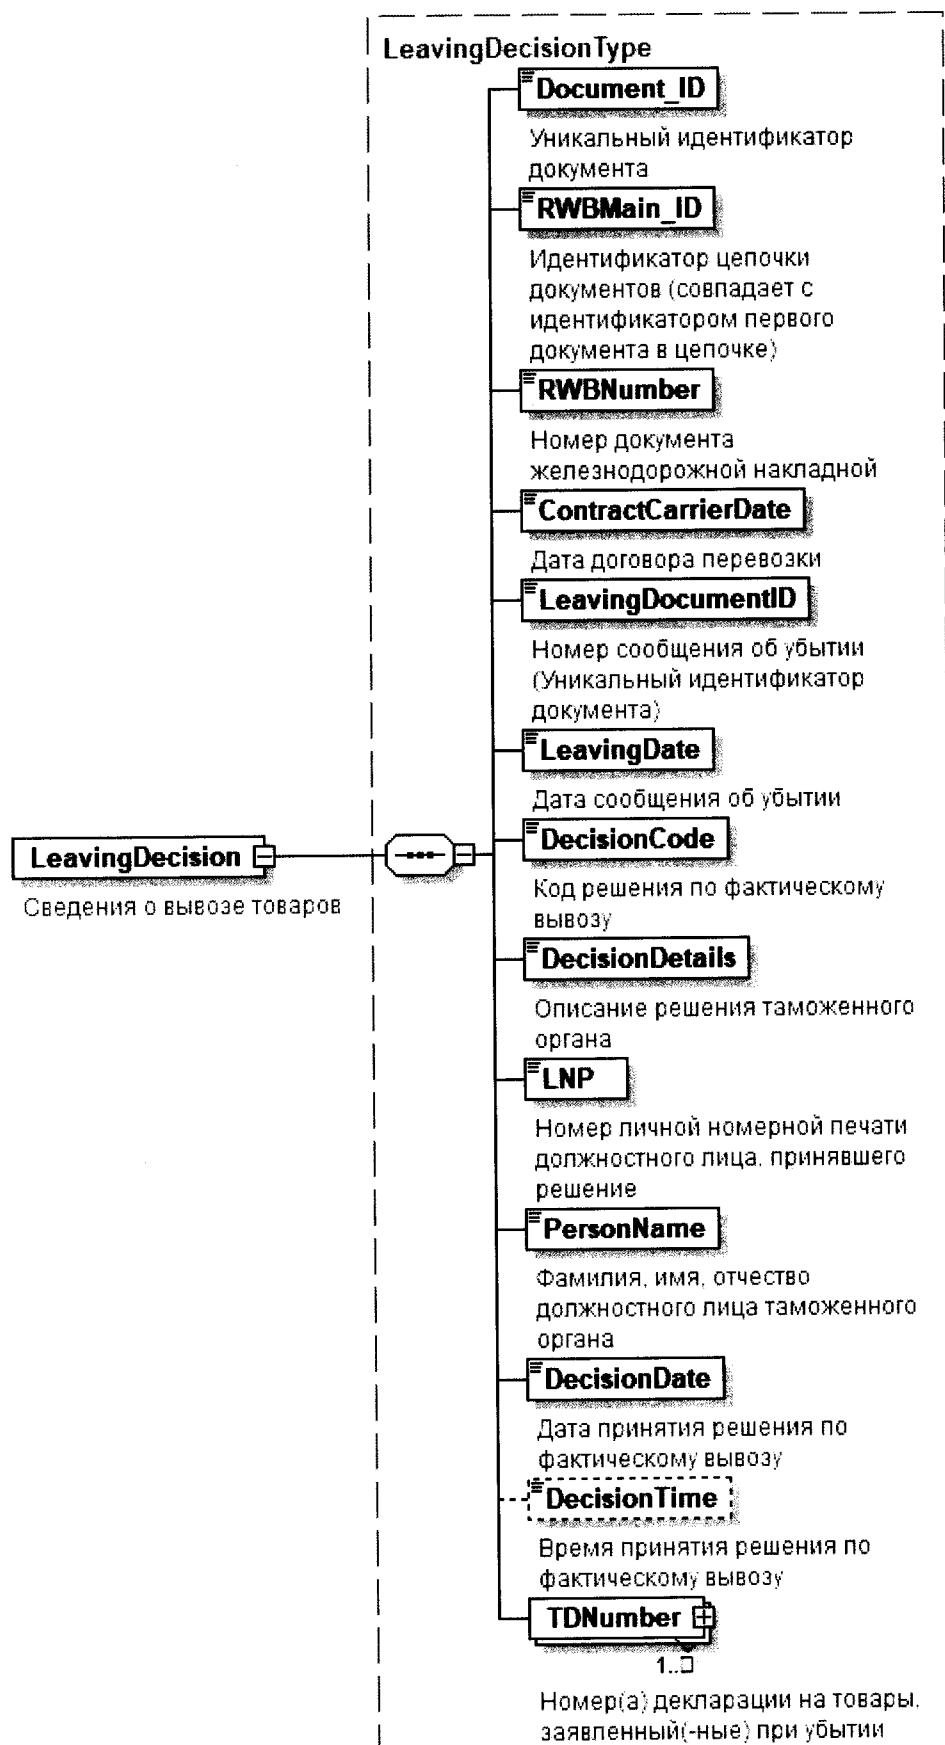 LeavingDecisionType
Document_ID
Уникальный идентификатор
документа
RWBMain_ID
Идентификатор цепочки
документов (совпадает с
идентификатором первого
документа в цепочке)
RWBNumber
Номер документа
железнодорожной накладной
ContractCarrierDate
Дата договора перевозки
LeavingDocumentID
Номер сообщения об убытии
(Уникальный идентификатор
документа)
LeavingDate
Дата сообщения об убытии
LeavingDecision
Сведения о вывозе товаров
DecisionCode
Код решения по фактическому
вывозу
DecisionDetails
Описание решения таможенного
органа
LNP
Номер личной номерной печати
должностного лица, принявшего
решение
PersonName
Фамилия, имя, отчество
должностного лица таможенного
органа
DecisionDate
Дата принятия решения по
фактическому вывозу
DecisionTime
Время принятия решения по
фактическому вывозу
TDNumber
1..
Номер(а) декларации на товары,
заявленный(-ные) при убытии